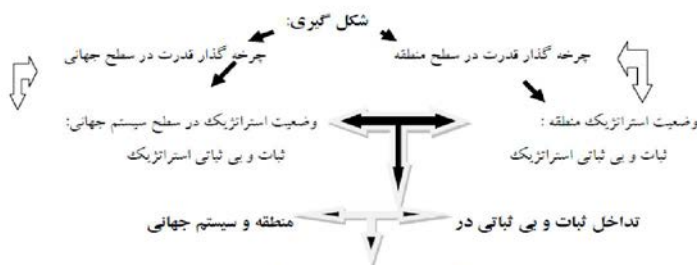 شکل گیری:
چرخه گذار قدرت در سطح منطقه
چرخه گذار قدرت در سطح جهانی
وضعیت استراتژیک منطقه :
ثبات و بی ثباتی استراتژیک
وضعیت استراتژیک در سطح سیستم جهانی:
ثبات و بی ثباتی استراتژیک
تداخل ثبات و بی ثباتی در
منطقه و سیستم جهانی